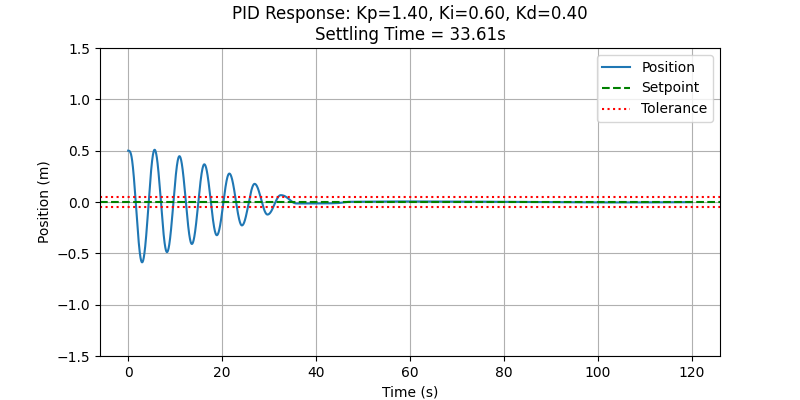 PID Response: Kp=1.40, Ki=0.60, Kd=0.40
Settling Time = 33.61s
Position
Setpoint
Tolerance
1.5
1.0
0.5
0.0
−0.5
−1.0
−1.5
Position (m)
0 20 40 60 80 100 120
Time (s)